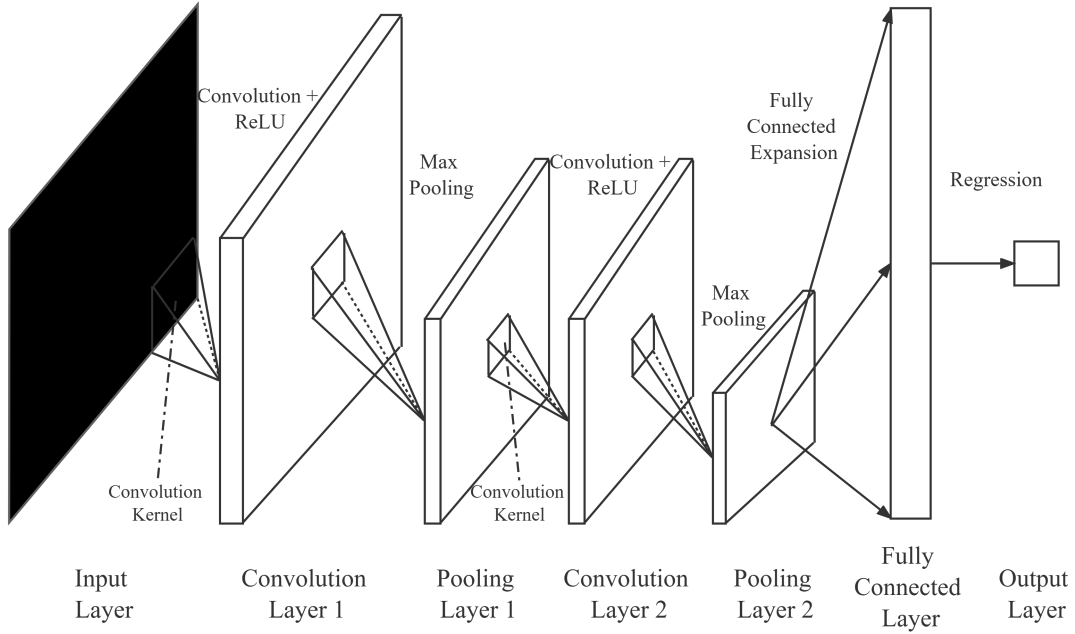 Convolution +
ReLU
Max
Pooling
Convolution +
ReLU
Max
Pooling
Fully
Connected
Expansion
Regression
Convolution
Kernel
Convolution
Kernel
Input
Layer
Convolution
Layer 1
Pooling
Layer 1
Convolution
Layer 2
Pooling
Layer 2
Fully
Connected
Layer
Output
Layer